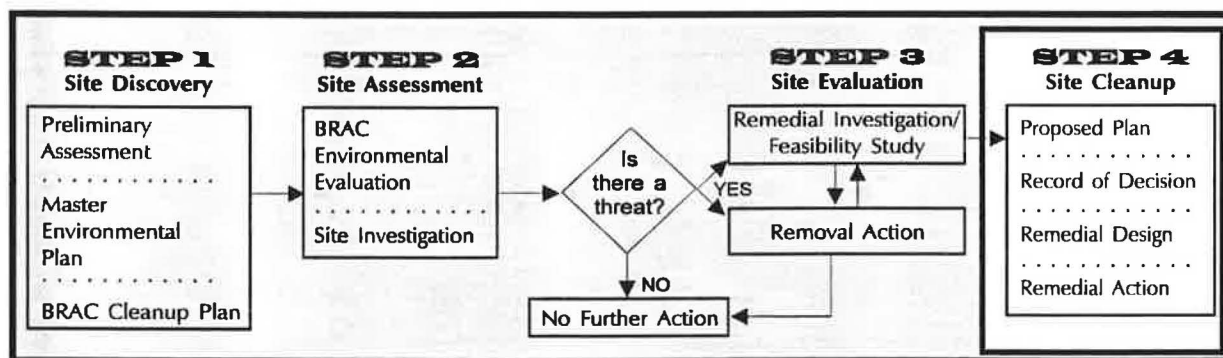 STEP 1
Site Discovery
Preliminary
Assessment
. . . . . . . . . . . . .
Master
Environmental
Plan
. . . . . . . . . . . . .
BRAC Cleanup Plan
STEP 2
Site Assessment
BRAC
Environmental
Evaluation
. . . . . . . . . . . . .
Site Investigation
Is
there a
threat?
YES
NO
No Further Action
STEP 3
Site Evaluation
Remedial Investigation/
Feasibility Study
Removal Action
STEP 4
Site Cleanup
Proposed Plan
. . . . . . . . . . . .
Record of Decision
. . . . . . . . . . . .
Remedial Design
. . . . . . . . . . . .
Remedial Action